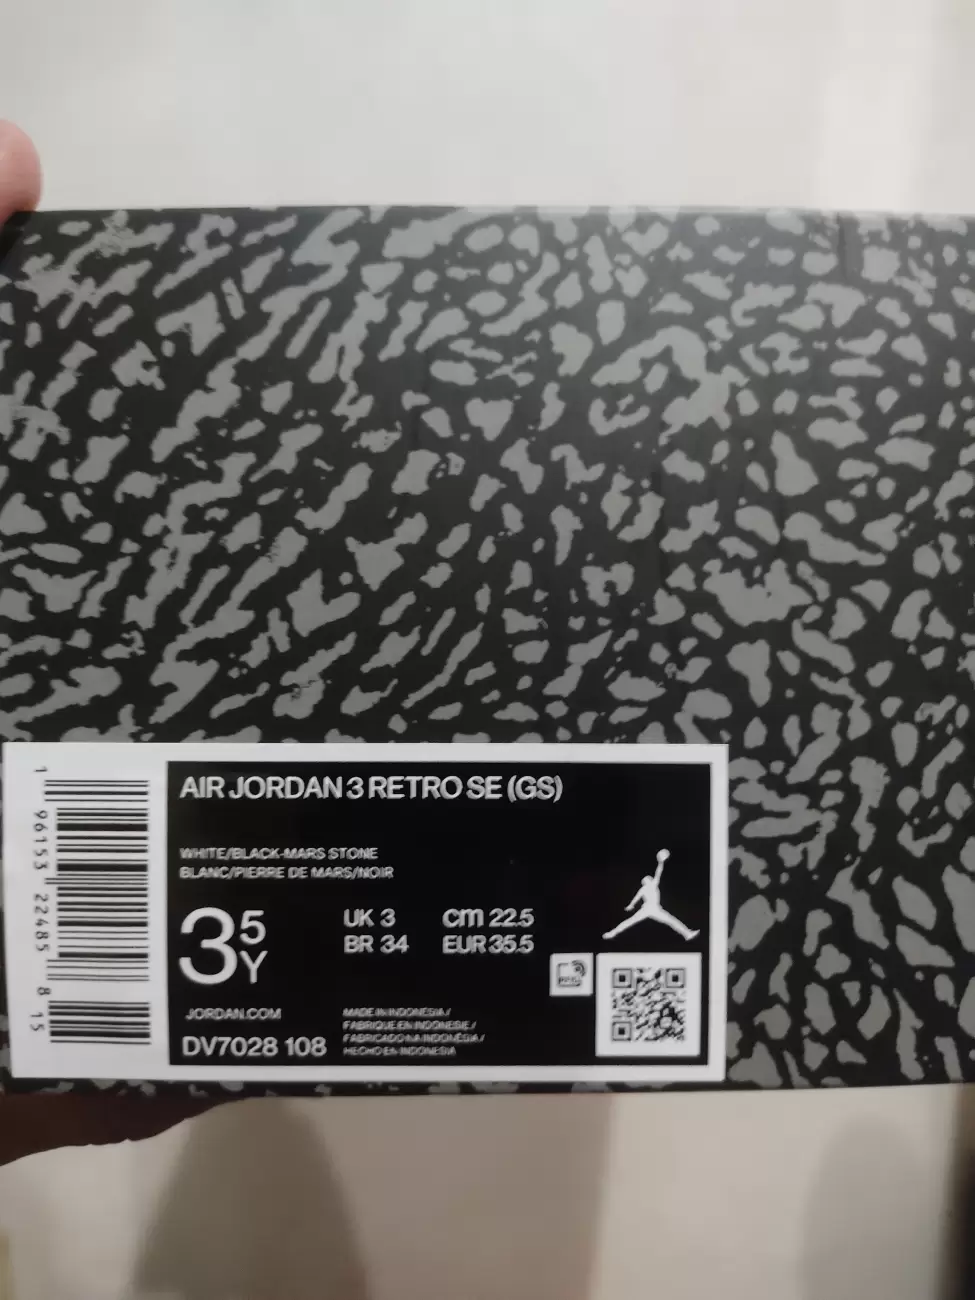 AIR JORDAN 3 RETRO SE (GS)
WHITE/BLACK-MARS STONE
BLANC/PIERRE DE MARS/NOIR
3 5Y
UK 3 cm 22.5
BR 34 EUR 35.5
JORDAN.COM
DV7028 108
MADE IN INDONESIA /
FABRIQUE EN INDONESIE /
FABRICADO NA INDONÉSIA /
HECHO EN INDONESIA
1 96153 22485 8 15